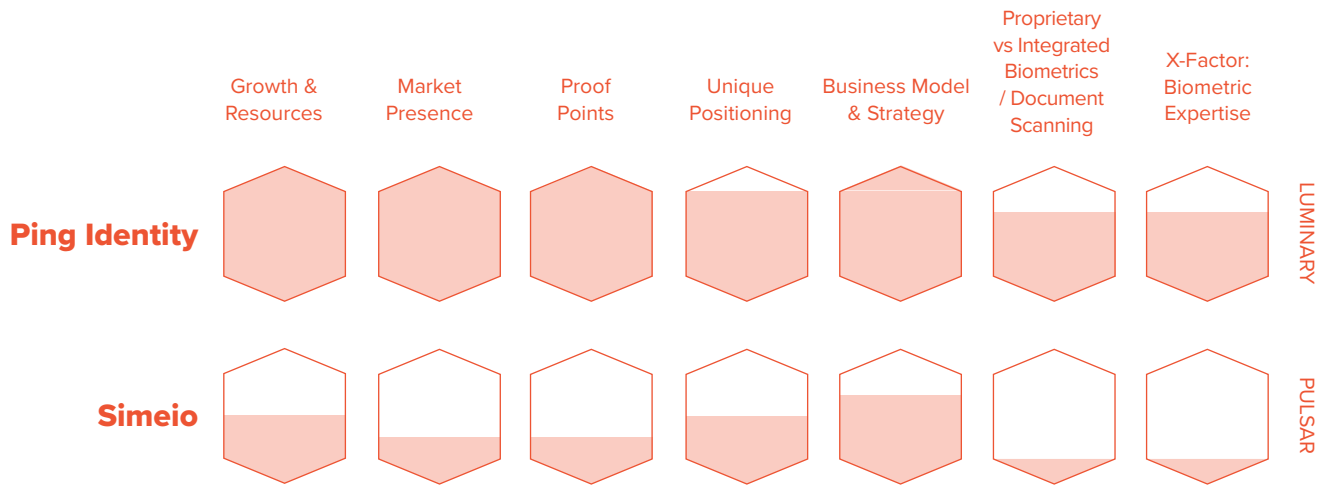 Growth &
Resources
Market
Presence
Proof
Points
Unique
Positioning
Business Model
& Strategy
Proprietary
vs Integrated
Biometrics
/ Document
Scanning
X-Factor:
Biometric
Expertise
Ping Identity
LUMINARY
Simeio
PULSAR